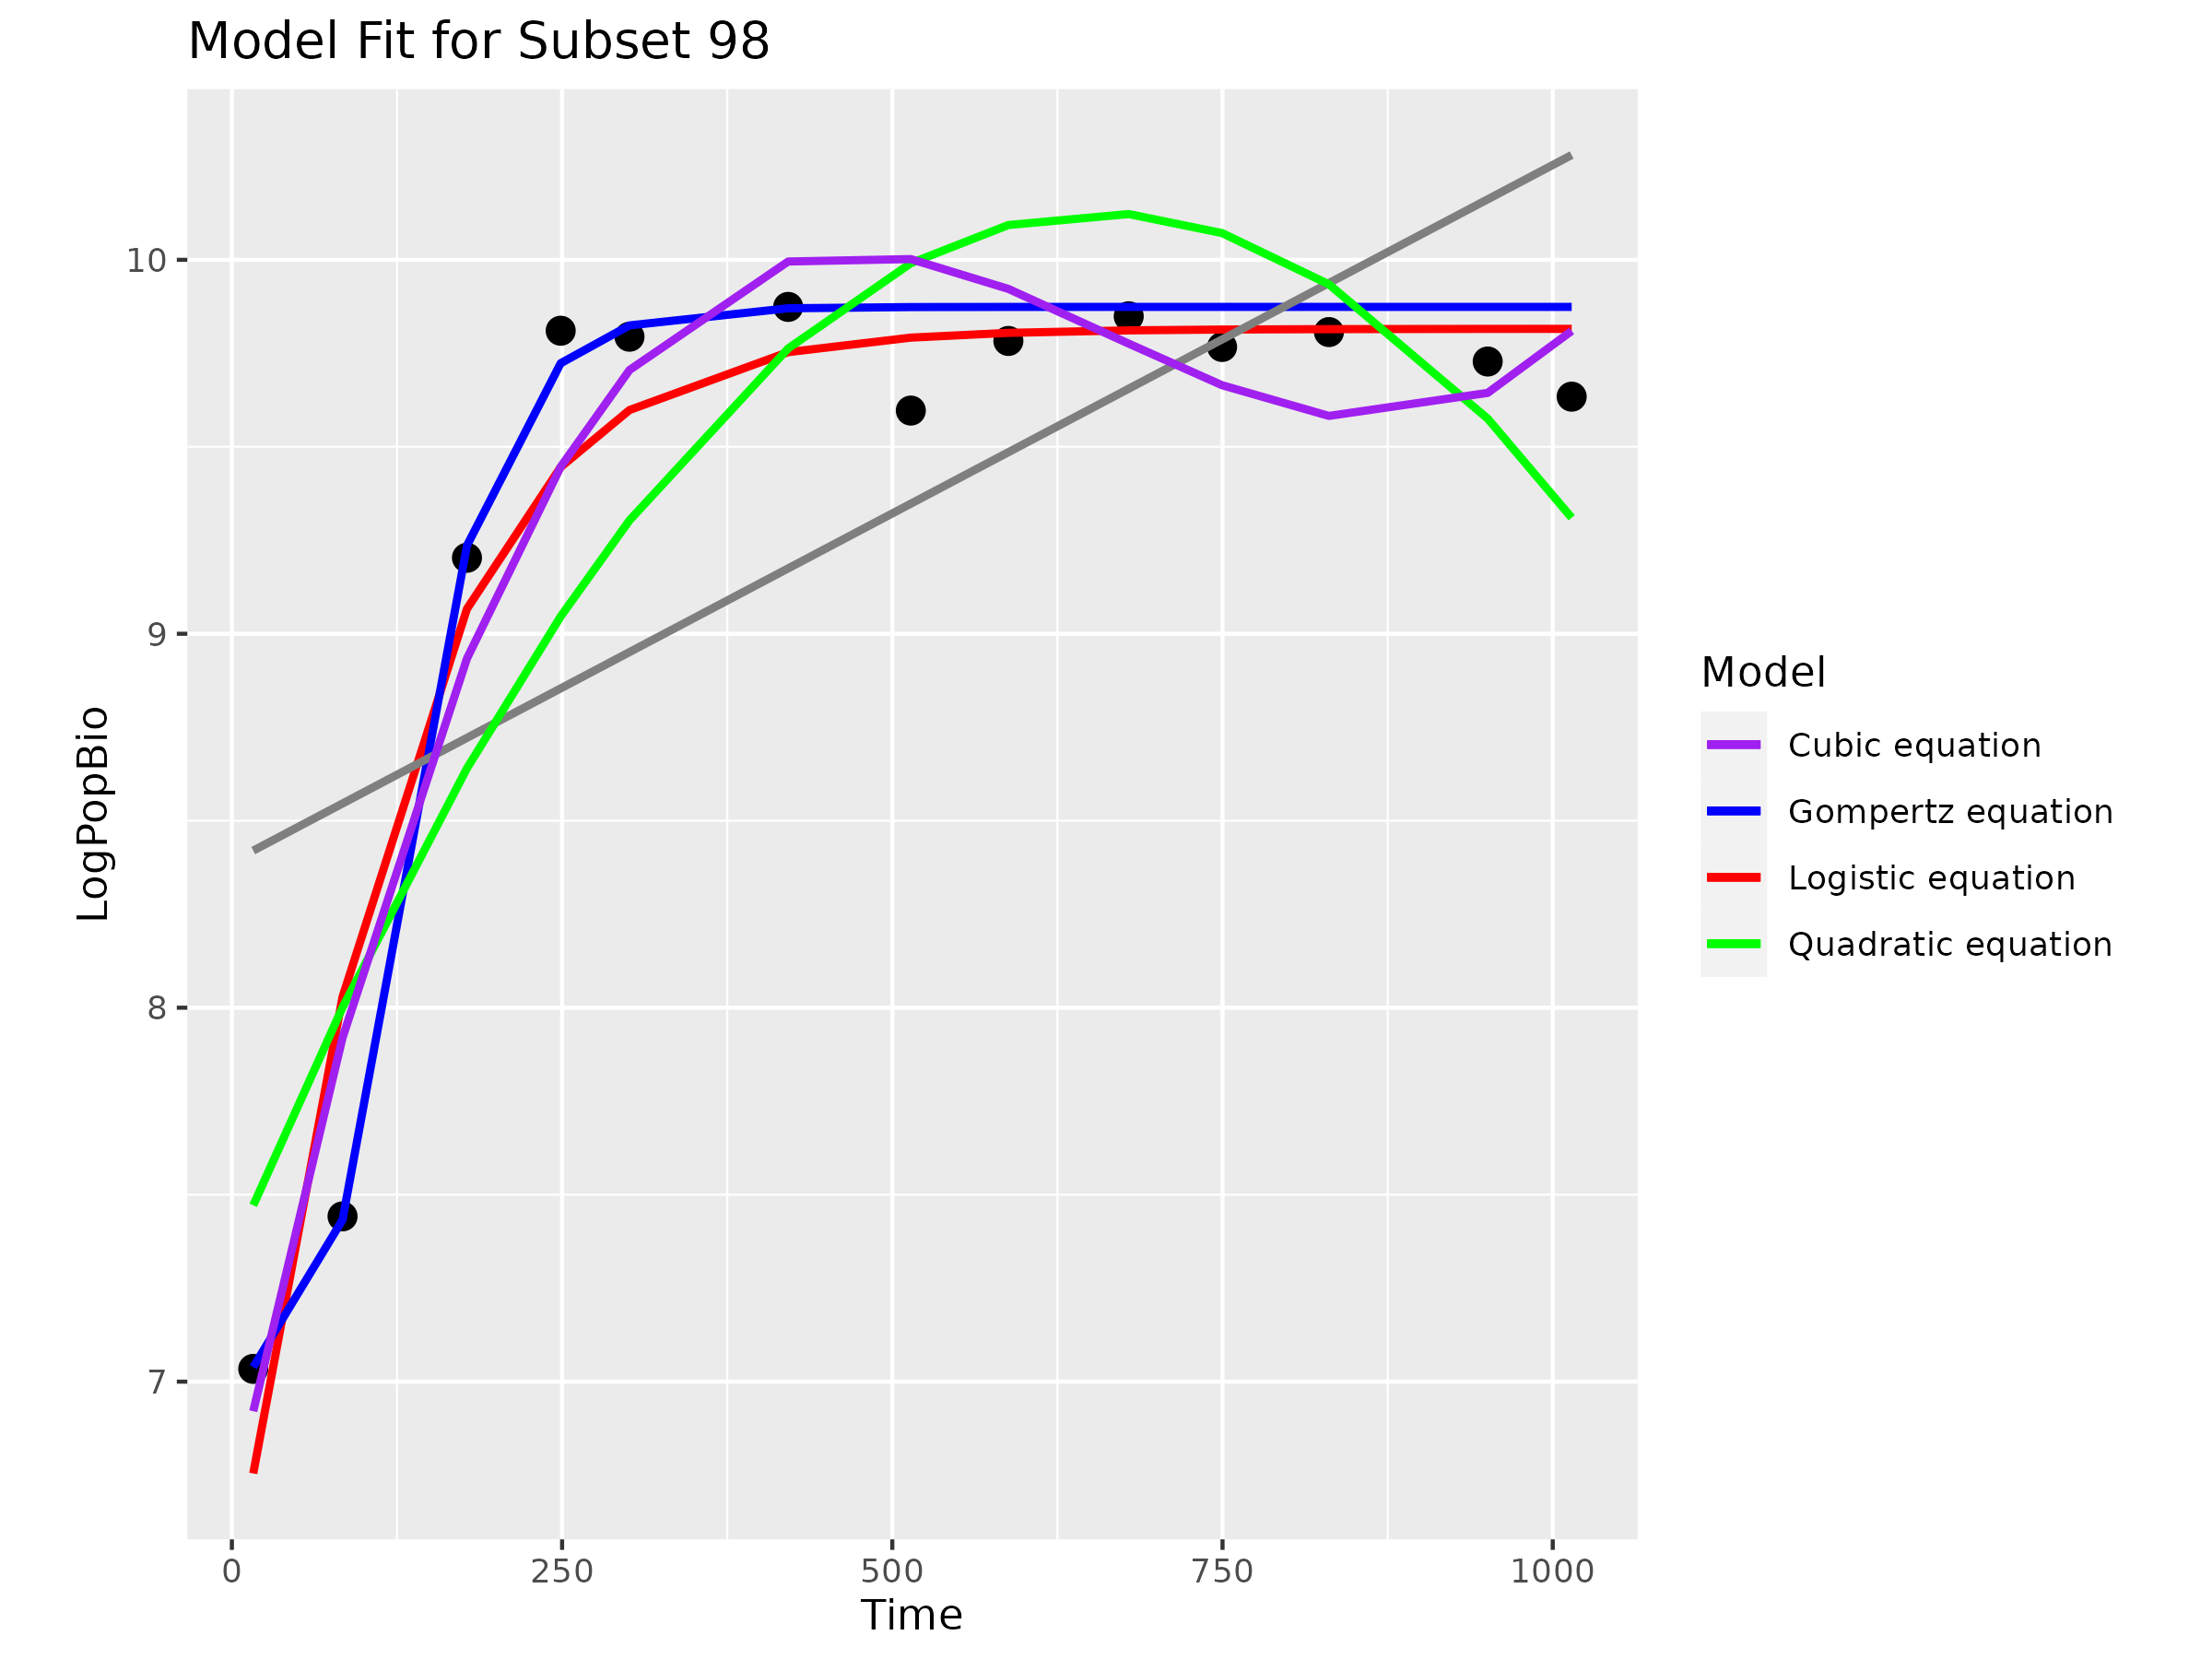 Model Fit for Subset 98
10
9
8
7
LogPopBio
0 250 500 750 1000
Time
Model
Cubic equation
Gompertz equation
Logistic equation
Quadratic equation